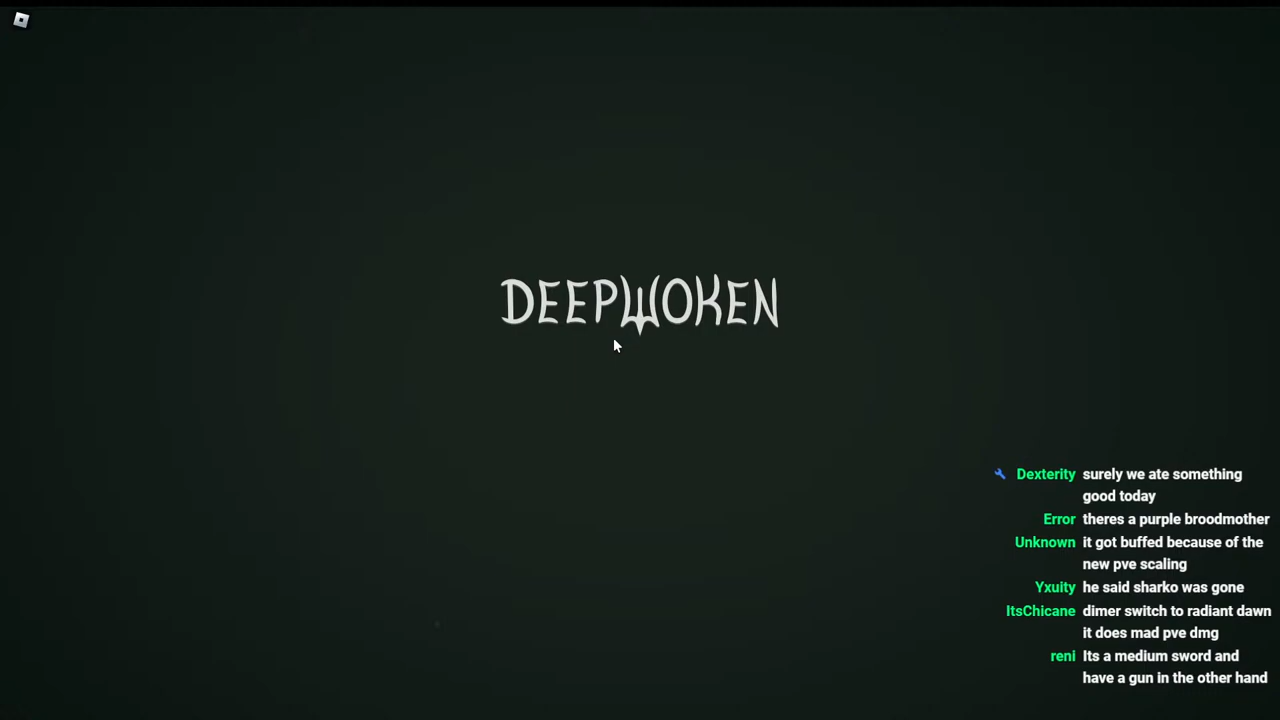 DEEPWOKEN
Dexterity surely we ate something
good today
Error theres a purple broodmother
Unknown it got buffed because of the
new pve scaling
Yxuity he said sharko was gone
ItsChicane dimer switch to radiant dawn
it does mad pve dmg
reni Its a medium sword and
have a gun in the other hand